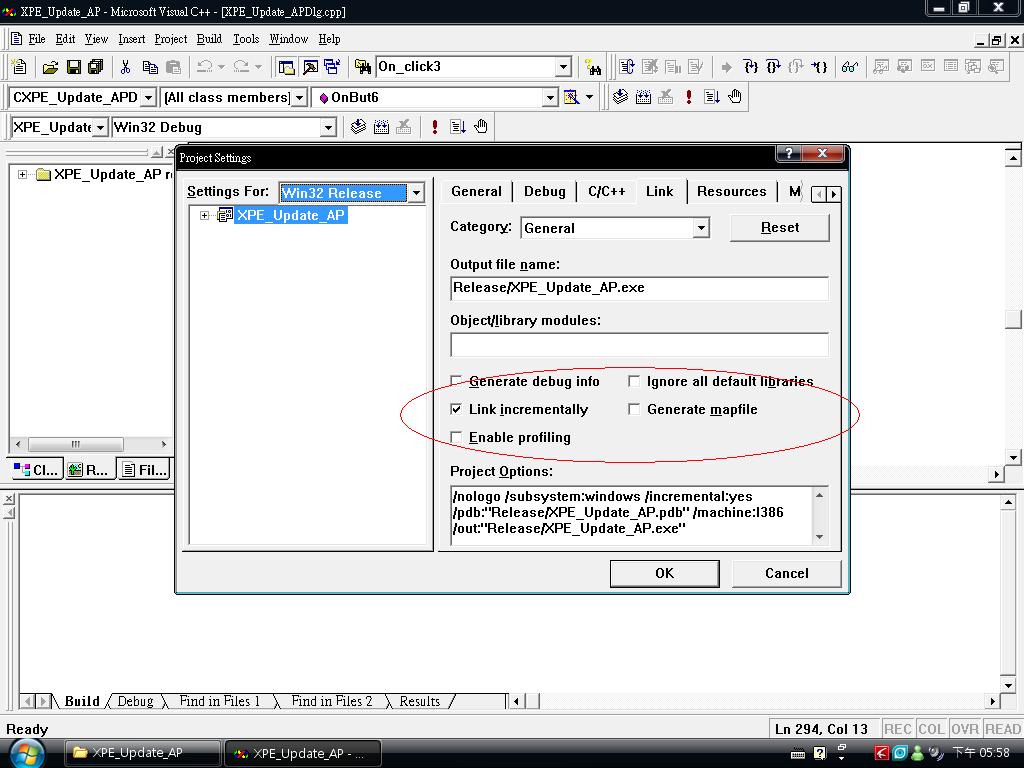 XPE_Update_AP - Microsoft Visual C++ - [XPE_Update_APDlg.cpp]
File Edit View Insert Project Build Tools Window Help
On_click3
CXPE_Update_APD [All class members] OnBut6
XPE_Update Win32 Debug
XPE_Update_AP re
Project Settings
Settings For: Win32 Release
XPE_Update_AP
General Debug C/C++ Link Resources M
Category: General Reset
Output file name:
Release/XPE_Update_AP.exe
Object/library modules:
Generate debug info Ignore all default libraries
Link incrementally Generate mapfile
Enable profiling
Project Options:
/nologo /subsystem:windows /incremental:yes
/pdb:"Release/XPE_Update_AP.pdb" /machine:I386
/out:"Release/XPE_Update_AP.exe"
OK Cancel
Cl... R... Fil...
Build Debug Find in Files 1 Find in Files 2 Results
Ready Ln 294, Col 13 REC COL OVR READ
XPE_Update_AP XPE_Update_AP - ... 下午 05:58